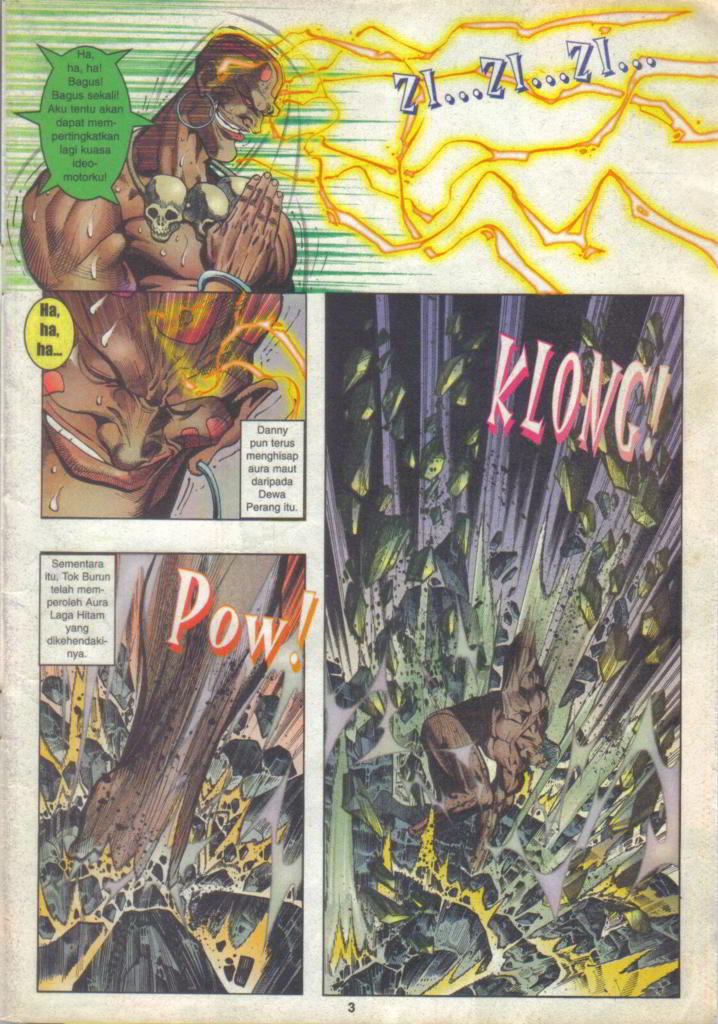 Ha,
ha, ha!
Bagus!
Bagus sekali!
Aku tentu akan
dapat mem-
pertingkatkan
lagi kuasa
ideo-
motorku!
ZI...ZI...ZI...
Ha,
ha,
ha...
Danny
pun terus
menghisap
aura maut
daripada
Dewa
Perang itu.
KLONG!
Sementara
itu, Tok Burun
telah mem-
peroleh Aura
Laga Hitam
yang
dikehendaki-
nya.
POW!
3